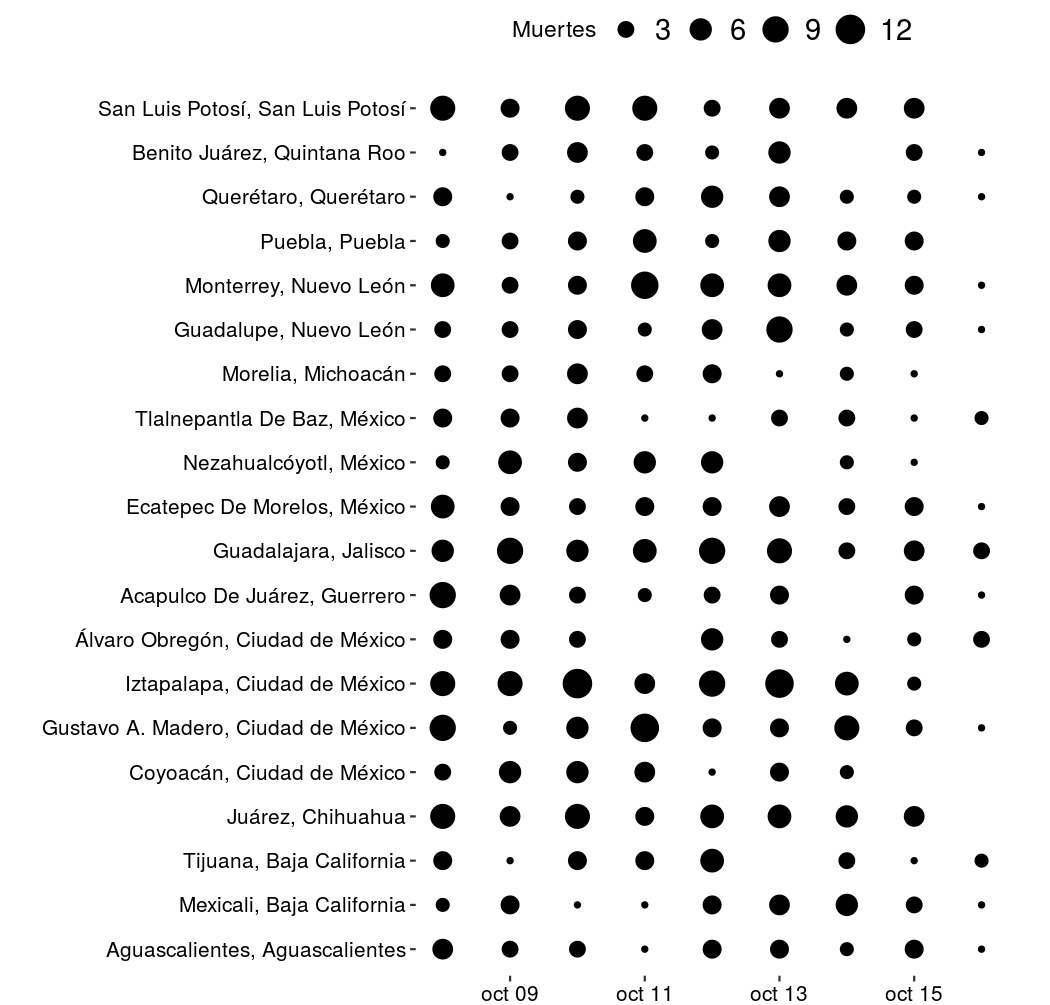 Muertes 3 6 9 12
San Luis Potosí, San Luis Potosí
Benito Juárez, Quintana Roo
Querétaro, Querétaro
Puebla, Puebla
Monterrey, Nuevo León
Guadalupe, Nuevo León
Morelia, Michoacán
Tlalnepantla De Baz, México
Nezahualcóyotl, México
Ecatepec De Morelos, México
Guadalajara, Jalisco
Acapulco De Juárez, Guerrero
Álvaro Obregón, Ciudad de México
Iztapalapa, Ciudad de México
Gustavo A. Madero, Ciudad de México
Coyoacán, Ciudad de México
Juárez, Chihuahua
Tijuana, Baja California
Mexicali, Baja California
Aguascalientes, Aguascalientes
oct 09 oct 11 oct 13 oct 15